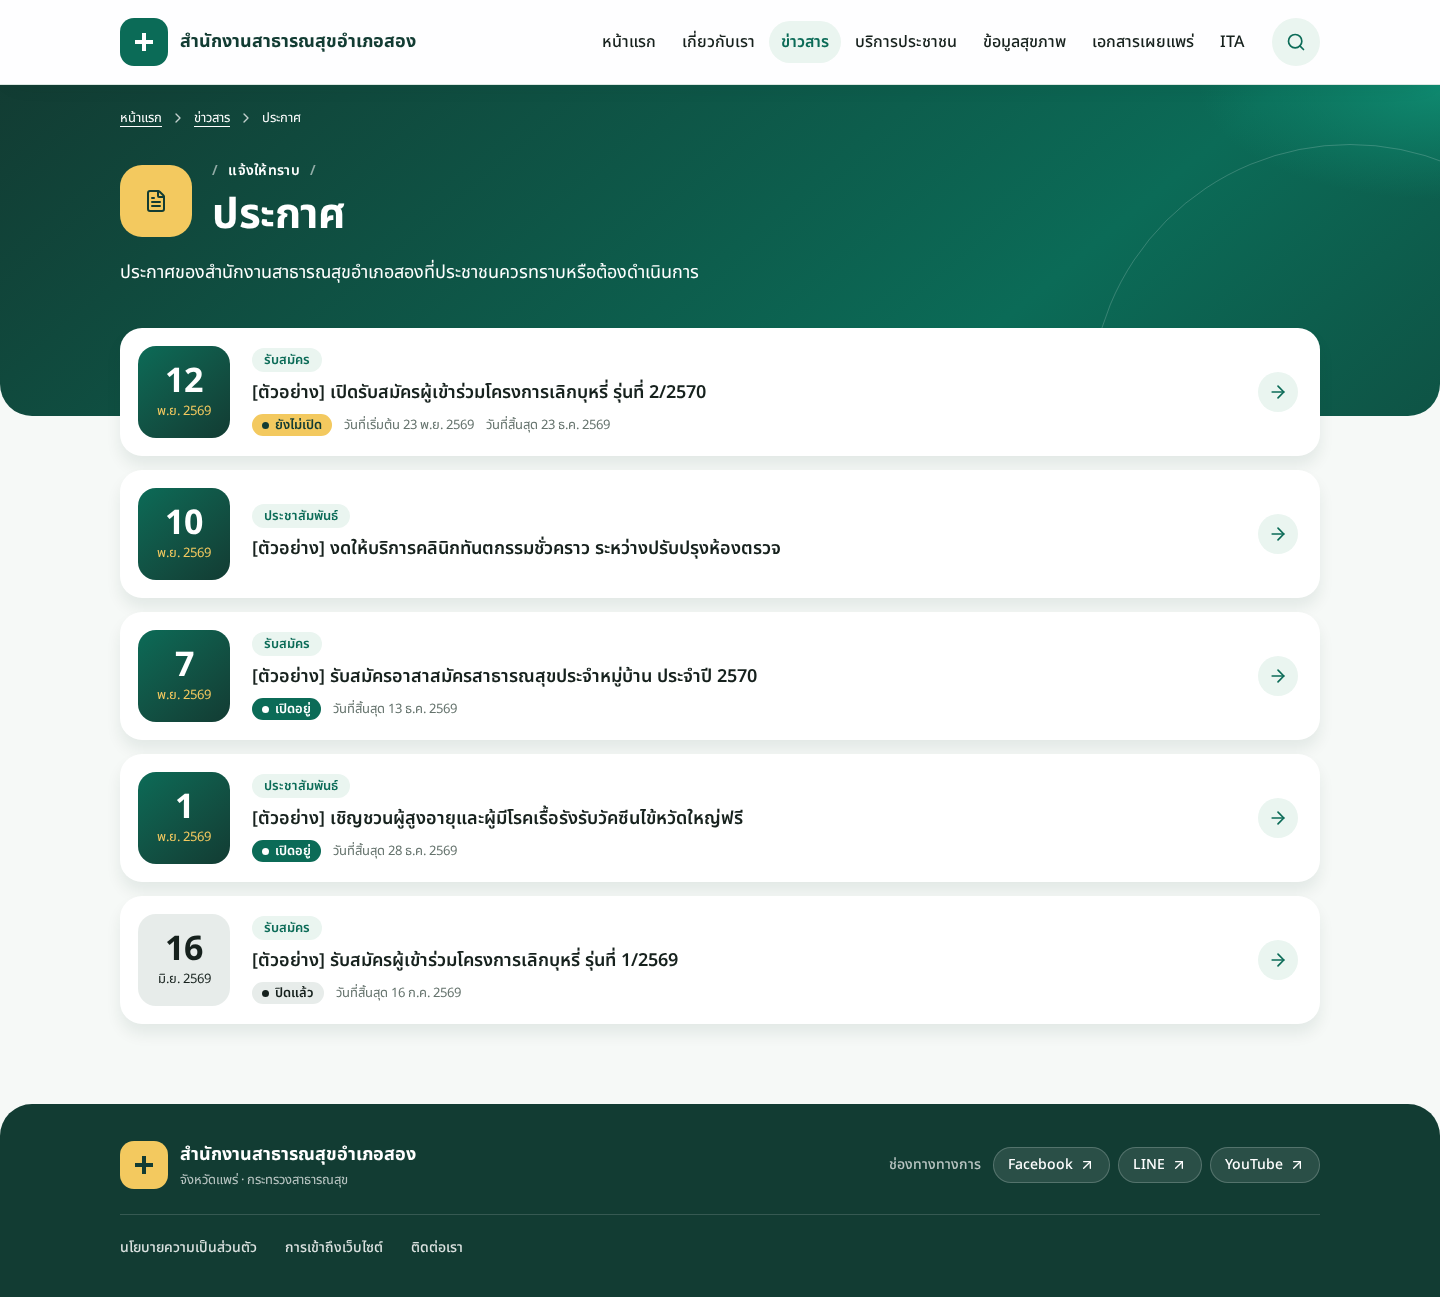 สำนักงานสาธารณสุขอำเภอสอง
หน้าแรก เกี่ยวกับเรา ข่าวสาร บริการประชาชน ข้อมูลสุขภาพ เอกสารเผยแพร่ ITA
หน้าแรก ข่าวสาร ประกาศ
/ แจ้งให้ทราบ /
ประกาศ
ประกาศของสำนักงานสาธารณสุขอำเภอสองที่ประชาชนควรทราบหรือต้องดำเนินการ
12
พ.ย. 2569
รับสมัคร
[ตัวอย่าง] เปิดรับสมัครผู้เข้าร่วมโครงการเลิกบุหรี่ รุ่นที่ 2/2570
ยังไม่เปิด วันที่เริ่มต้น 23 พ.ย. 2569 วันที่สิ้นสุด 23 ธ.ค. 2569
10
พ.ย. 2569
ประชาสัมพันธ์
[ตัวอย่าง] งดให้บริการคลินิกทันตกรรมชั่วคราว ระหว่างปรับปรุงห้องตรวจ
7
พ.ย. 2569
รับสมัคร
[ตัวอย่าง] รับสมัครอาสาสมัครสาธารณสุขประจำหมู่บ้าน ประจำปี 2570
เปิดอยู่ วันที่สิ้นสุด 13 ธ.ค. 2569
1
พ.ย. 2569
ประชาสัมพันธ์
[ตัวอย่าง] เชิญชวนผู้สูงอายุและผู้มีโรคเรื้อรังรับวัคซีนไข้หวัดใหญ่ฟรี
เปิดอยู่ วันที่สิ้นสุด 28 ธ.ค. 2569
16
มิ.ย. 2569
รับสมัคร
[ตัวอย่าง] รับสมัครผู้เข้าร่วมโครงการเลิกบุหรี่ รุ่นที่ 1/2569
ปิดแล้ว วันที่สิ้นสุด 16 ก.ค. 2569
สำนักงานสาธารณสุขอำเภอสอง
จังหวัดแพร่ · กระทรวงสาธารณสุข
ช่องทางทางการ Facebook LINE YouTube
นโยบายความเป็นส่วนตัว การเข้าถึงเว็บไซต์ ติดต่อเรา